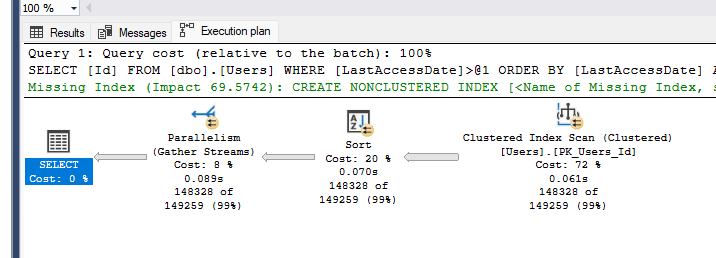 100 %
Results Messages Execution plan
Query 1: Query cost (relative to the batch): 100%
SELECT [Id] FROM [dbo].[Users] WHERE [LastAccessDate]>@1 ORDER BY [LastAccessDate]
Missing Index (Impact 69.5742): CREATE NONCLUSTERED INDEX [<Name of Missing Index,
SELECT
Cost: 0 %
Parallelism
(Gather Streams)
Cost: 8 %
0.089s
148328 of
149259 (99%)
Sort
Cost: 20 %
0.070s
148328 of
149259 (99%)
Clustered Index Scan (Clustered)
[Users].[PK_Users_Id]
Cost: 72 %
0.061s
148328 of
149259 (99%)